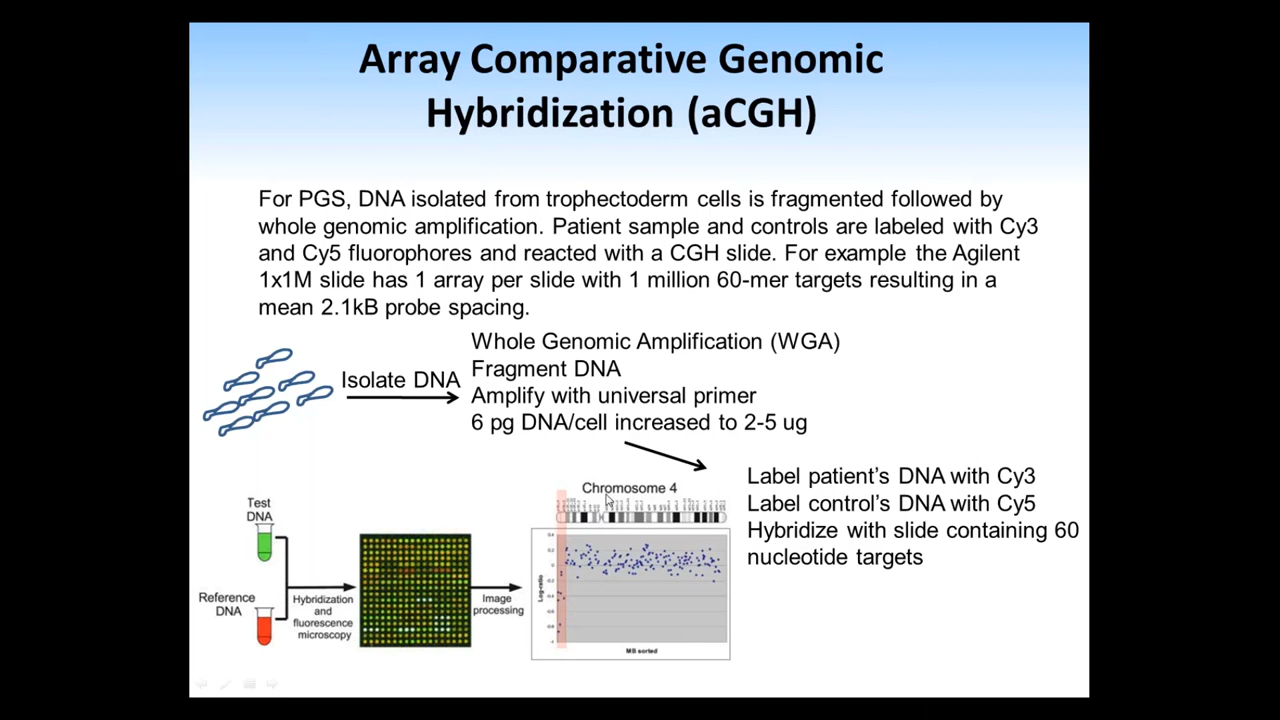 Array Comparative Genomic
Hybridization (aCGH)
For PGS, DNA isolated from trophectoderm cells is fragmented followed by
whole genomic amplification. Patient sample and controls are labeled with Cy3
and Cy5 fluorophores and reacted with a CGH slide. For example the Agilent
1x1M slide has 1 array per slide with 1 million 60-mer targets resulting in a
mean 2.1kB probe spacing.
Whole Genomic Amplification (WGA)
Fragment DNA
Amplify with universal primer
6 pg DNA/cell increased to 2-5 ug
Isolate DNA
Label patient's DNA with Cy3
Label control's DNA with Cy5
Hybridize with slide containing 60
nucleotide targets
Test
DNA
Reference
DNA
Hybridization
and
fluorescence
microscopy
Image
processing
Chromosome 4
Log-ratio
MB sorted